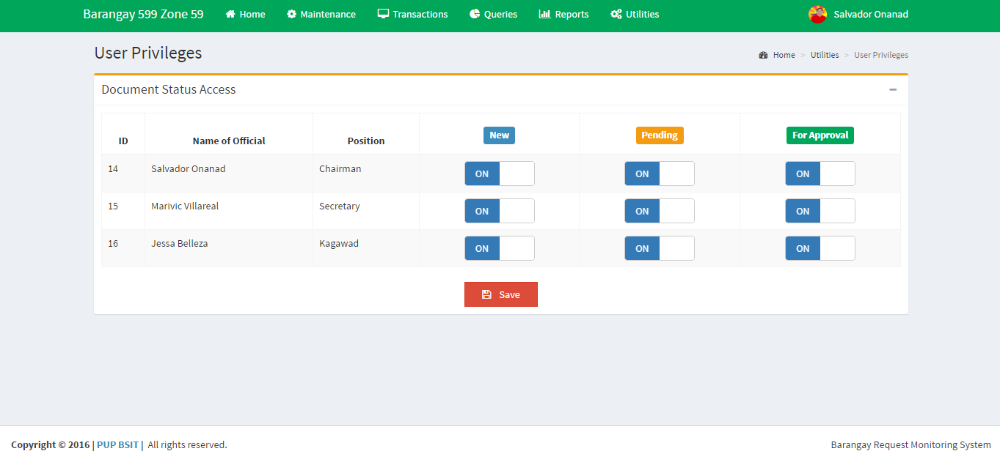 Barangay 599 Zone 59 Home Maintenance Transactions Queries Reports Utilities Salvador Onanad
User Privileges Home > Utilities > User Privileges
Document Status Access
ID Name of Official Position New Pending For Approval
14 Salvador Onanad Chairman ON ON ON
15 Marivic Villareal Secretary ON ON ON
16 Jessa Belleza Kagawad ON ON ON
Save
Copyright © 2016 | PUP BSIT | All rights reserved. Barangay Request Monitoring System